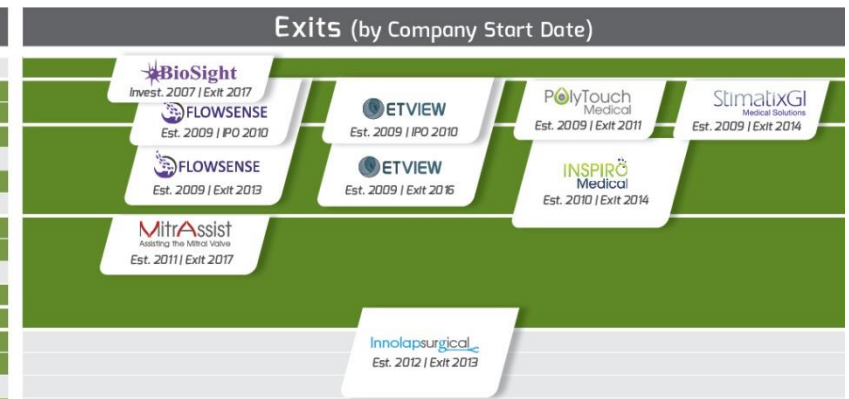 Exits (by Company Start Date)
BioSight
Invest. 2007 | Exit 2017
FLOWSENSE
Est. 2009 | IPO 2010
ETVIEW
Est. 2009 | IPO 2010
PolyTouch
Medical
Est. 2009 | Exit 2011
StimatixGI
Medical Solutions
Est. 2009 | Exit 2014
FLOWSENSE
Est. 2009 | Exit 2013
ETVIEW
Est. 2009 | Exit 2016
INSPIRO
Medical
Est. 2010 | Exit 2014
MitrAssist
Assisting the Mitral Valve
Est. 2011 | Exit 2017
Innolapsurgical
Est. 2012 | Exit 2013